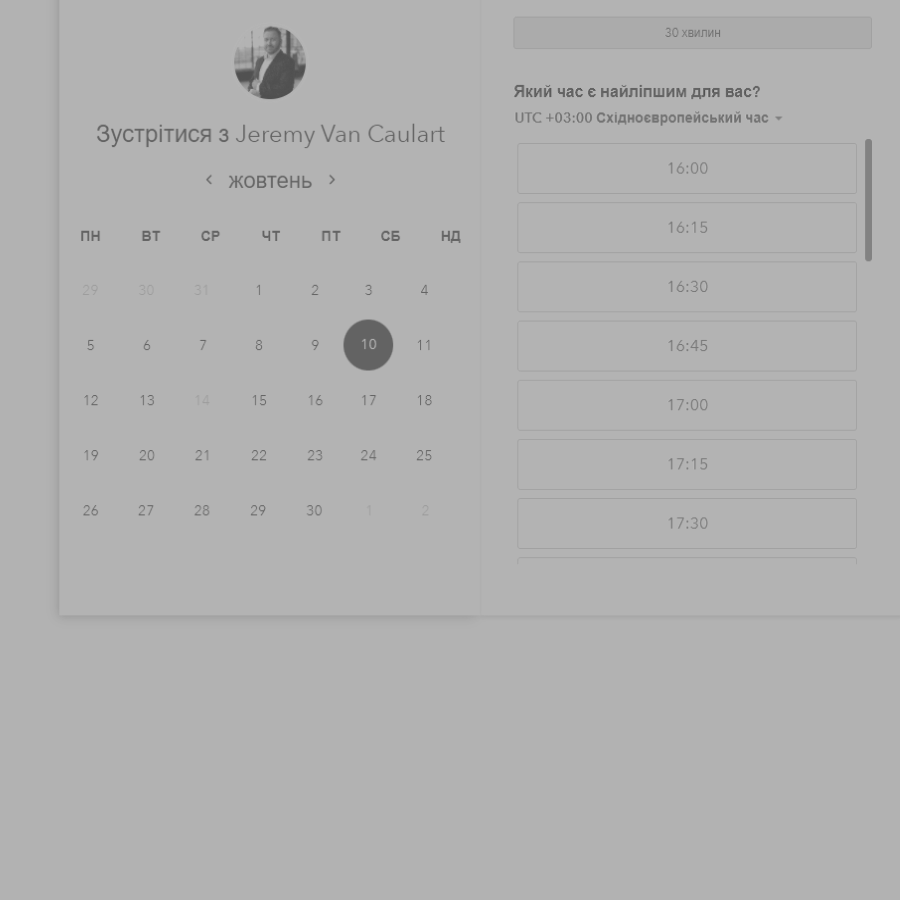 Зустрітися з Jeremy Van Caulart
жовтень
ПН ВТ СР ЧТ ПТ СБ НД
29 30 31 1 2 3 4
5 6 7 8 9 10 11
12 13 14 15 16 17 18
19 20 21 22 23 24 25
26 27 28 29 30 1 2
30 хвилин
Який час є найліпшим для вас?
UTC +03:00 Східноєвропейський час
16:00
16:15
16:30
16:45
17:00
17:15
17:30